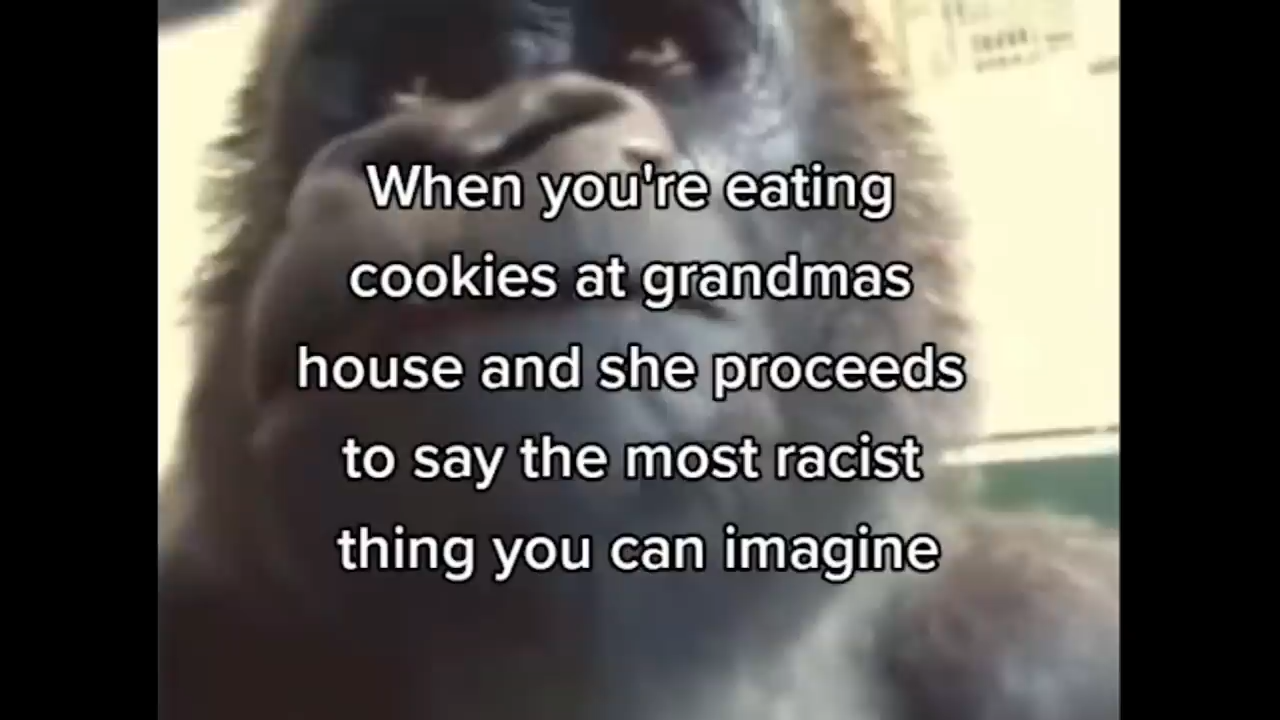 When you're eating
cookies at grandmas
house and she proceeds
to say the most racist
thing you can imagine